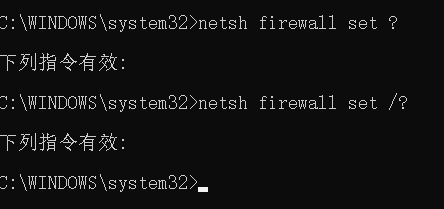 C:\WINDOWS\system32>netsh firewall set ?
下列指令有效:
C:\WINDOWS\system32>netsh firewall set /?
下列指令有效:
C:\WINDOWS\system32>